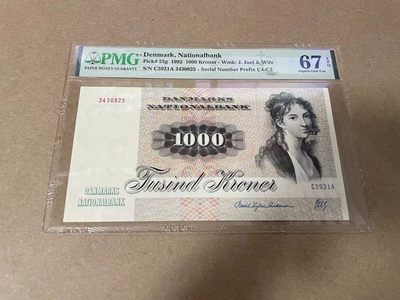 PMG
PAPER MONEY GUARANTY
Denmark, Nationalbank
Pick# 53g 1992 1000 Kroner - Wmk: J. Juel & Wife
S/N C5921A 3430825 - Serial Number Prefix C4-C5
67 EPQ
Superb Gem Unc
3430825
DANMARKS
NATIONALBANK
1000
Tusind Kroner
DANMARKS
NATIONALBANK
C5921A